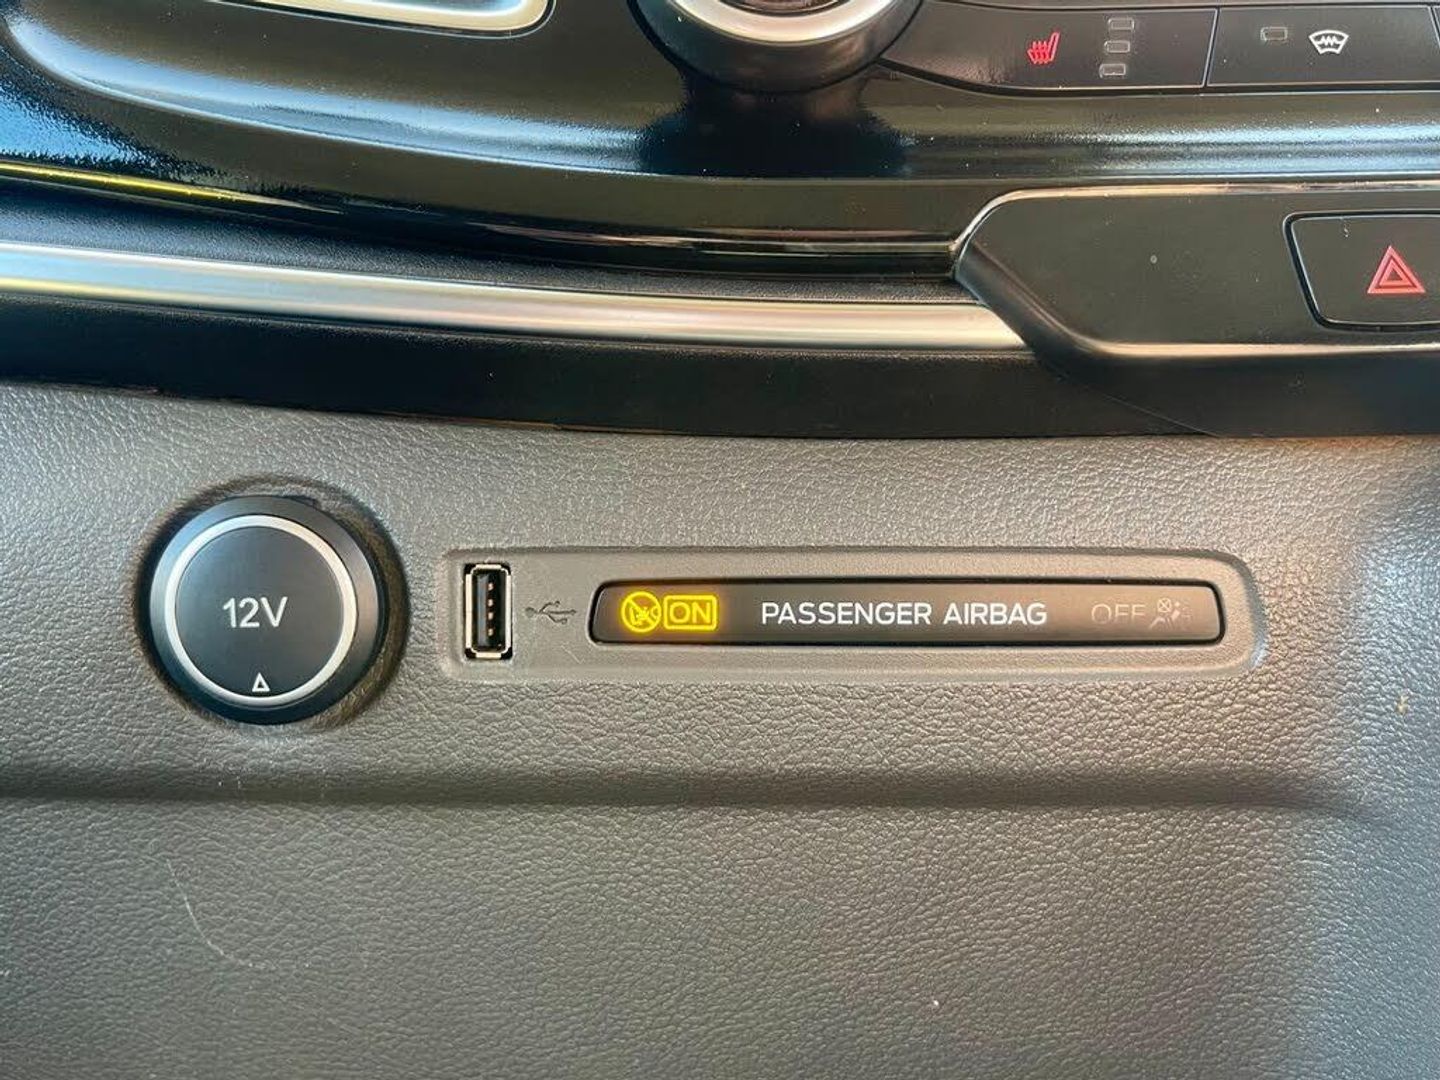 12V
ON PASSENGER AIRBAG OFF